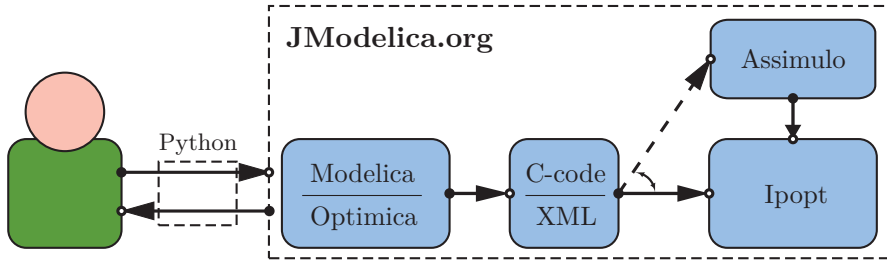 JModelica.org
Assimulo
Python
Modelica
Optimica
C-code
XML
Ipopt